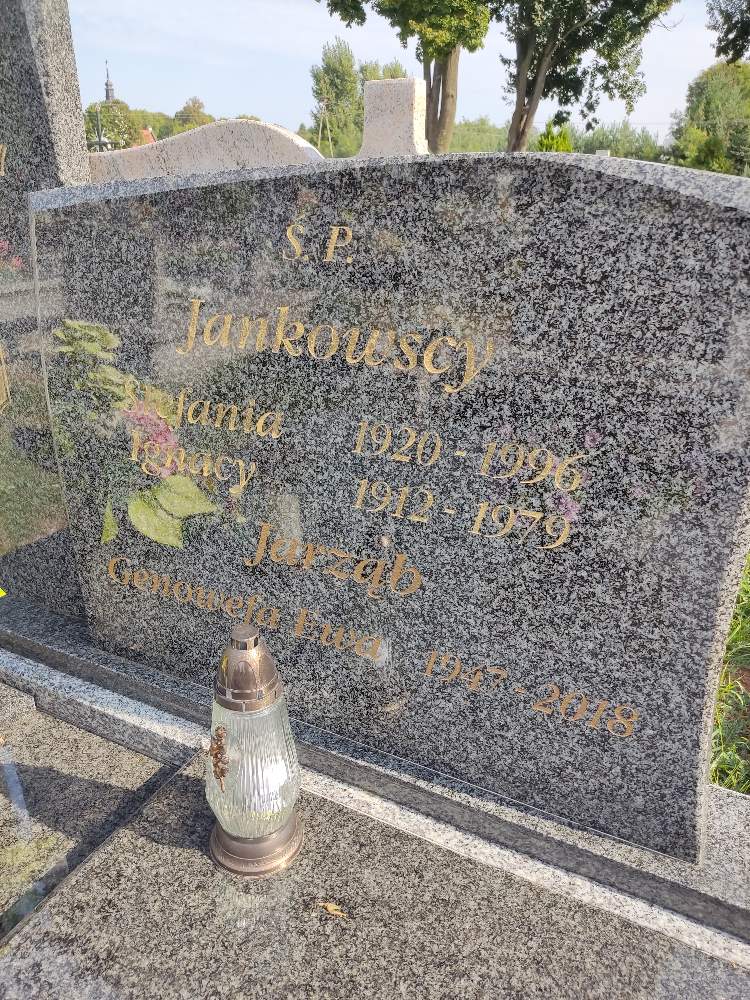 Ś. P.
Jankowscy
Stefania 1920 - 1996
Ignacy 1912 - 1979
Jarząb
Genowefa Ewa 1947 - 2018